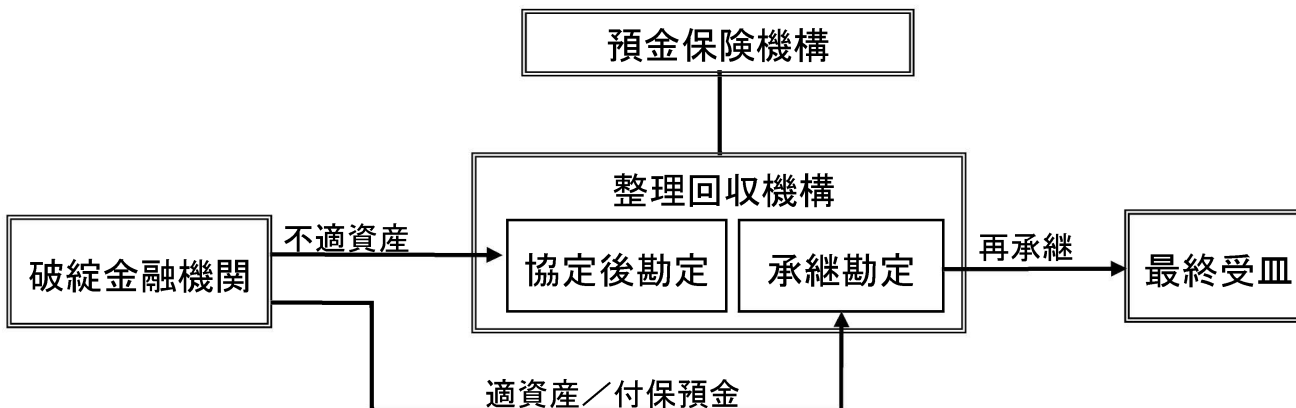 預金保険機構
整理回収機構
不適資産
再承継
破綻金融機関
協定後勘定
承継勘定
最終受皿
適資産／付保預金